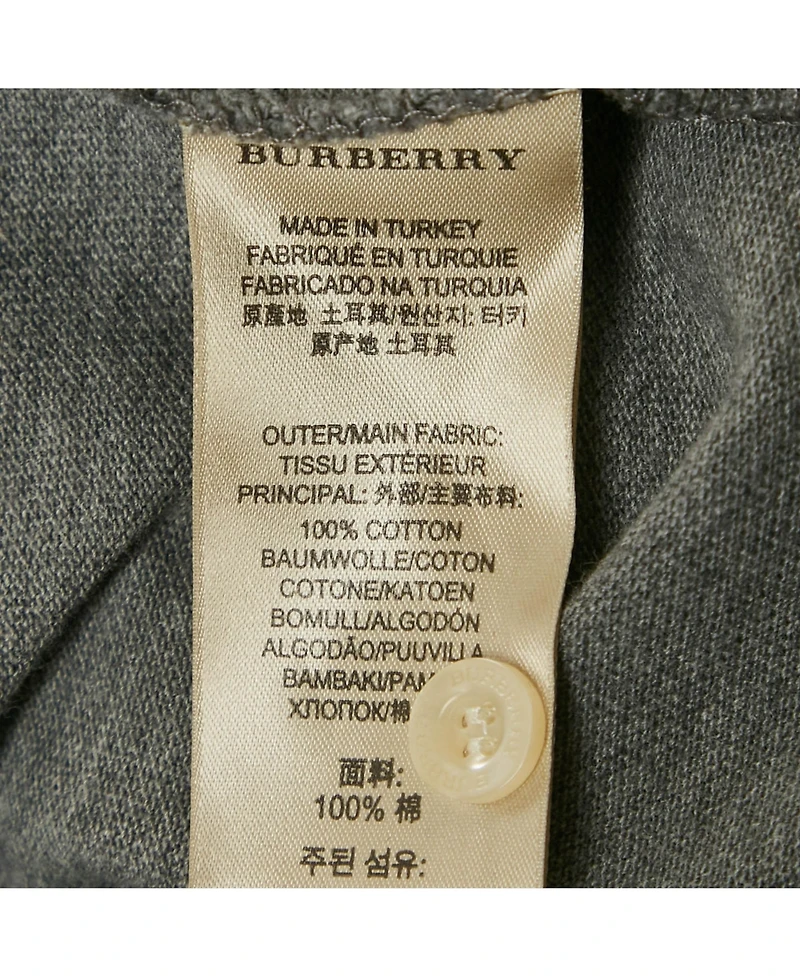 BURBERRY
MADE IN TURKEY
FABRIQUÉ EN TURQUIE
FABRICADO NA TURQUIA
原產地 土耳其/원산지: 터키
原产地 土耳其
OUTER/MAIN FABRIC:
TISSU EXTÉRIEUR
PRINCIPAL: 外部/主要布料:
100% COTTON
BAUMWOLLE/COTON
COTONE/KATOEN
BOMULL/ALGODÓN
ALGODÃO/PUUVILLA
BAMBAKI/
ХЛОПОК/棉
面料:
100% 棉
주된 섬유: